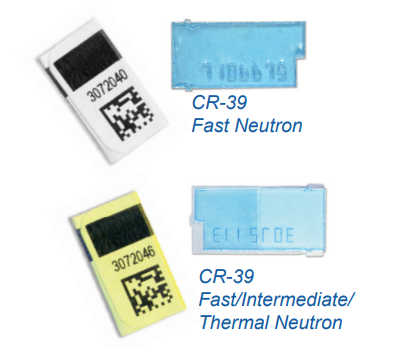 3072040
CR-39
Fast Neutron
3072046
CR-39
Fast/Intermediate/
Thermal Neutron